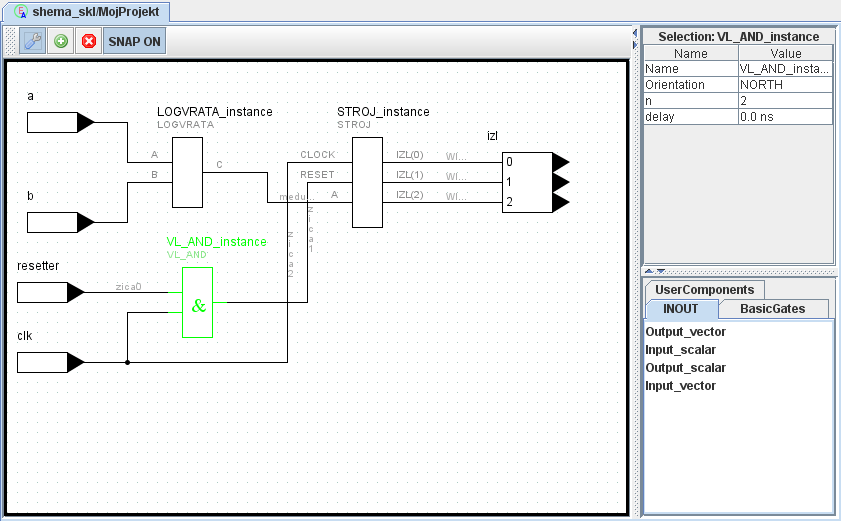 shema_skl/MojProjekt
SNAP ON
a
LOGVRATA_instance
LOGVRATA
A
B
C
b
STROJ_instance
STROJ
CLOCK
RESET
A
IZL(0)
IZL(1)
IZL(2)
WI...
WI...
WI...
izl
0
1
2
medu...
zica1
zica2
VL_AND_instance
VL_AND
&
resetter
zica0
clk
Selection: VL_AND_instance
Name Value
Name VL_AND_insta...
Orientation NORTH
n 2
delay 0.0 ns
UserComponents
INOUT BasicGates
Output_vector
Input_scalar
Output_scalar
Input_vector